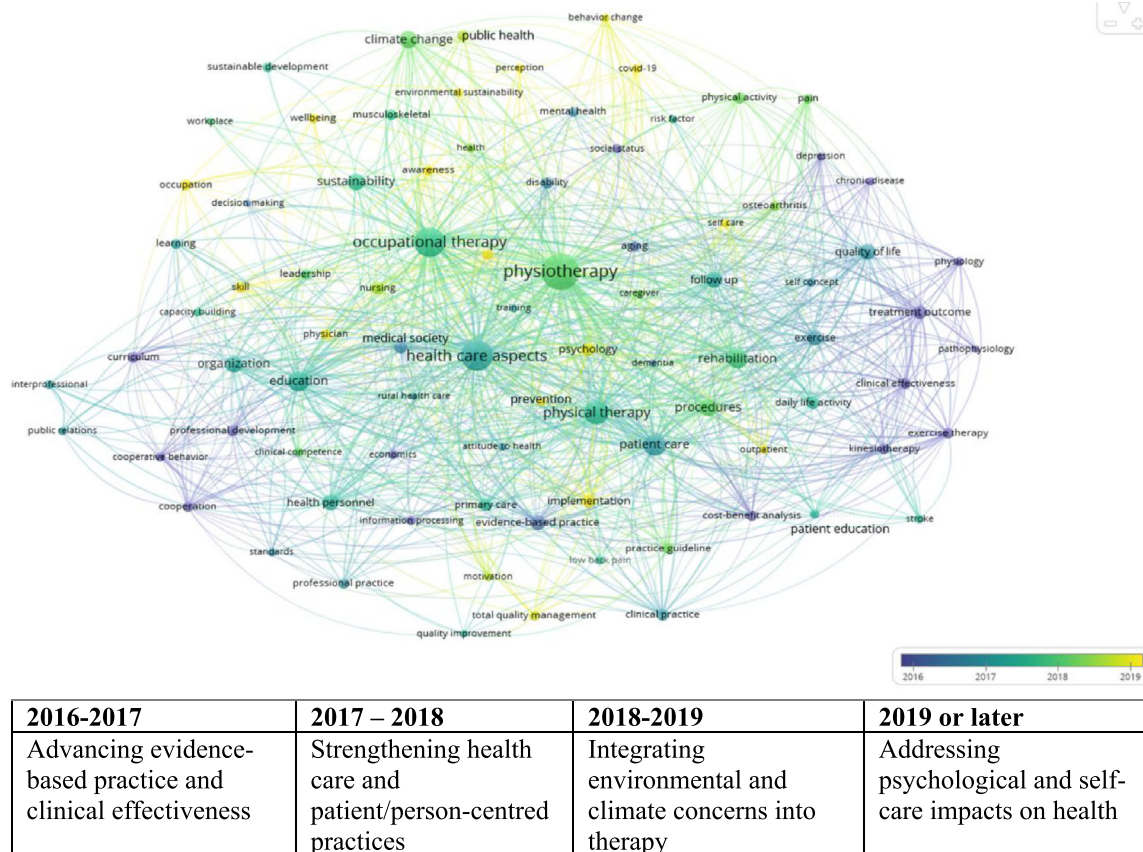 behavior change
climate change
public health
sustainable development
perception
covid-19
environmental sustainability
physical activity
pain
workplace
wellbeing
musculoskeletal
mental health
risk factor
health
social status
depression
occupation
sustainability
awareness
disability
chronic disease
decision making
osteoarthritis
learning
occupational therapy
self care
aging
quality of life
physiology
skill
leadership
nursing
physiotherapy
follow up
self concept
caregiver
capacity building
training
treatment outcome
physician
medical society
exercise
curriculum
organization
health care aspects
psychology
dementia
rehabilitation
pathophysiology
interprofessional
education
rural health care
prevention
clinical effectiveness
physical therapy
procedures
daily life activity
public relations
professional development
exercise therapy
cooperative behavior
clinical competence
economics
attitude to health
patient care
outpatient
kinesiotherapy
cooperation
health personnel
primary care
implementation
information processing
evidence-based practice
cost-benefit analysis
patient education
stroke
standards
low back pain
practice guideline
professional practice
motivation
total quality management
clinical practice
quality improvement
2016 2017 2018 2019
2016-2017
Advancing evidence-
based practice and
clinical effectiveness
2017 – 2018
Strengthening health
care and
patient/person-centred
practices
2018-2019
Integrating
environmental and
climate concerns into
therapy
2019 or later
Addressing
psychological and self-
care impacts on health